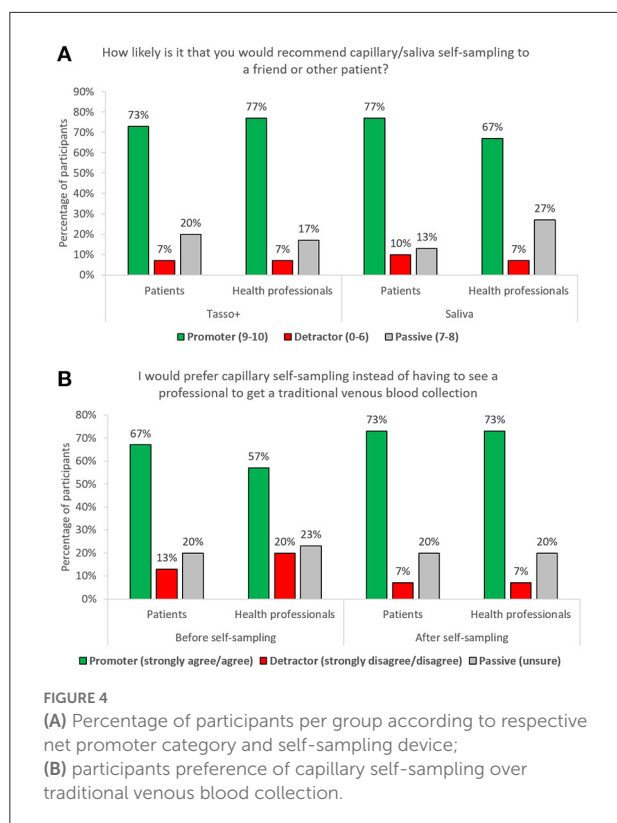 A
How likely is it that you would recommend capillary/saliva self-sampling to
a friend or other patient?
Percentage of participants
90%
80%
70%
60%
50%
40%
30%
20%
10%
0%
73%
7%
20%
77%
7%
17%
77%
10%
13%
67%
7%
27%
Patients
Health professionals
Patients
Health professionals
Tasso+
Saliva
Promoter (9-10)
Detractor (0-6)
Passive (7-8)
B
I would prefer capillary self-sampling instead of having to see a
professional to get a traditional venous blood collection
Percentage of participants
80%
70%
60%
50%
40%
30%
20%
10%
0%
67%
13%
20%
57%
20%
23%
73%
7%
20%
73%
7%
20%
Patients
Health professionals
Patients
Health professionals
Before self-sampling
After self-sampling
Promoter (strongly agree/agree)
Detractor (strongly disagree/disagree)
Passive (unsure)
FIGURE 4
(A) Percentage of participants per group according to respective
net promoter category and self-sampling device;
(B) participants preference of capillary self-sampling over
traditional venous blood collection.